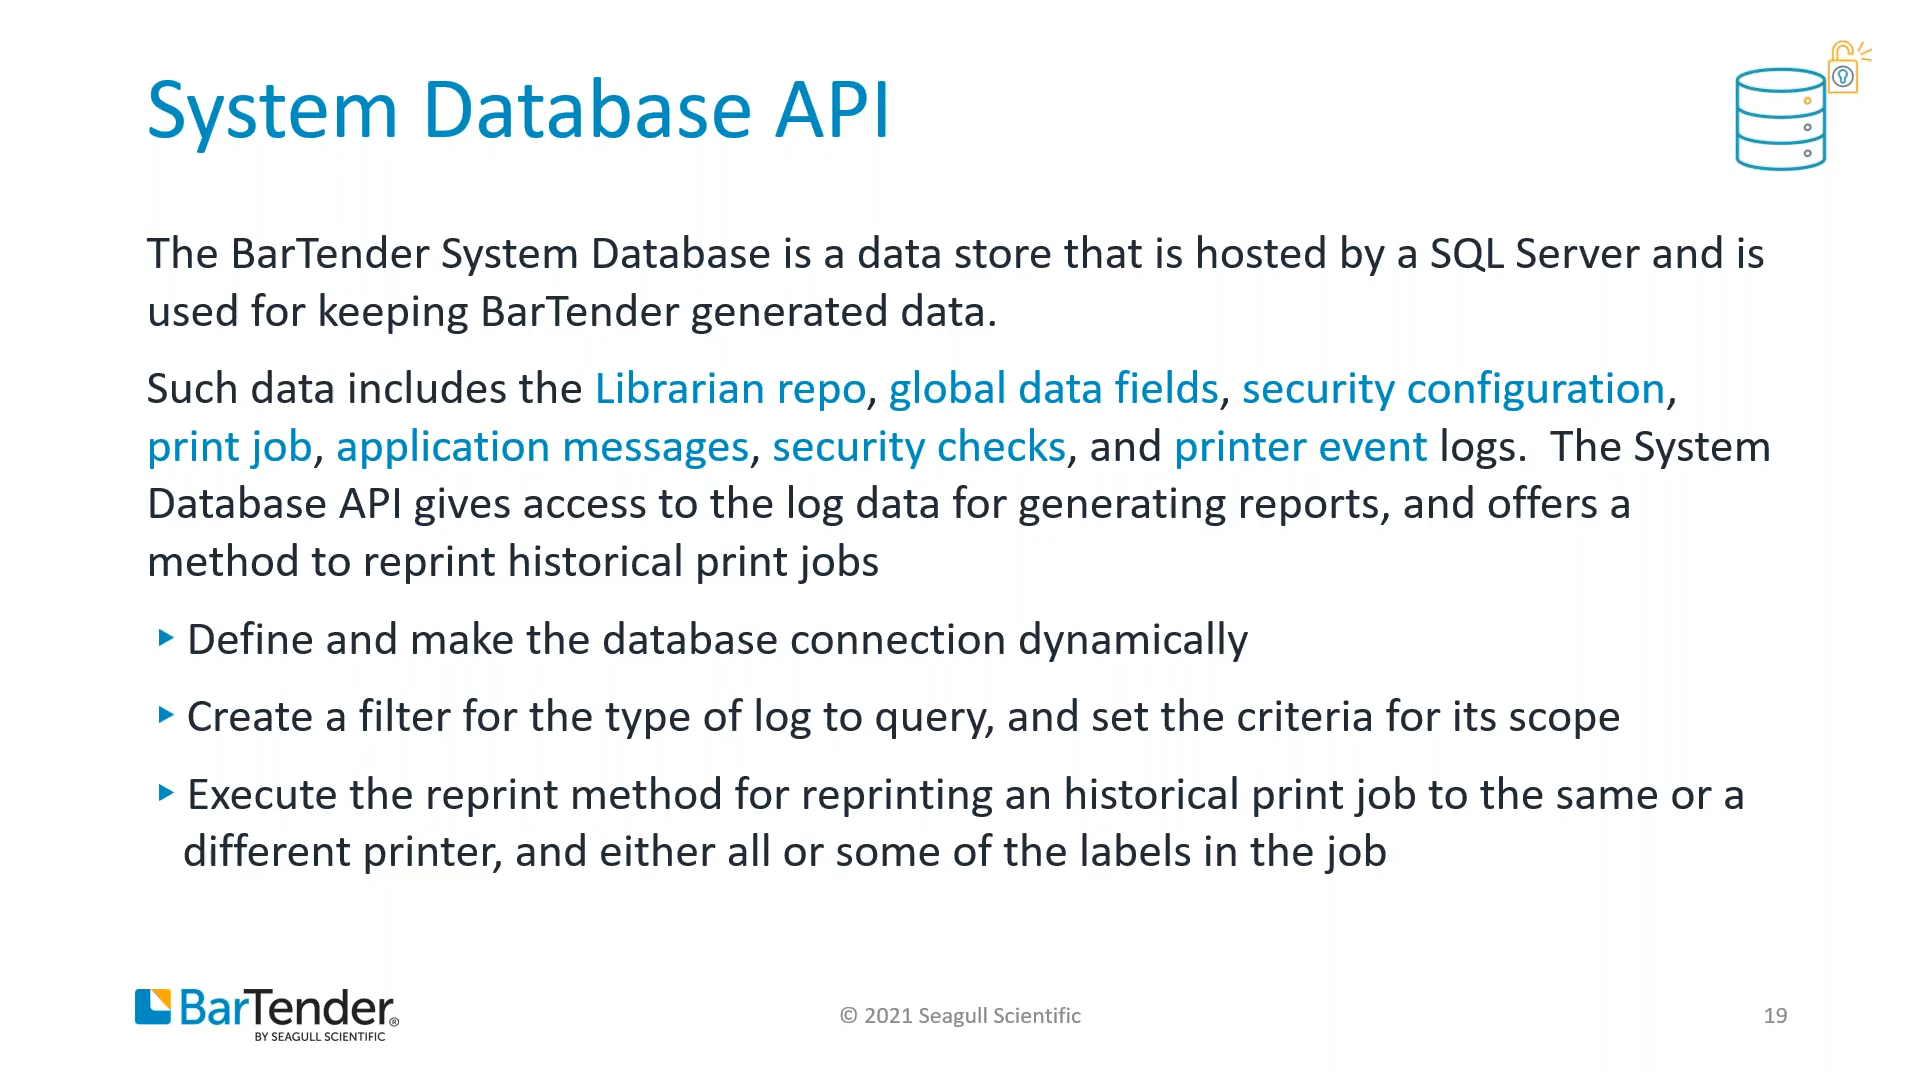 System Database API
The BarTender System Database is a data store that is hosted by a SQL Server and is
used for keeping BarTender generated data.
Such data includes the Librarian repo, global data fields, security configuration,
print job, application messages, security checks, and printer event logs.  The System
Database API gives access to the log data for generating reports, and offers a
method to reprint historical print jobs
▸ Define and make the database connection dynamically
▸ Create a filter for the type of log to query, and set the criteria for its scope
▸ Execute the reprint method for reprinting an historical print job to the same or a
different printer, and either all or some of the labels in the job
BarTender®
BY SEAGULL SCIENTIFIC
© 2021 Seagull Scientific
19